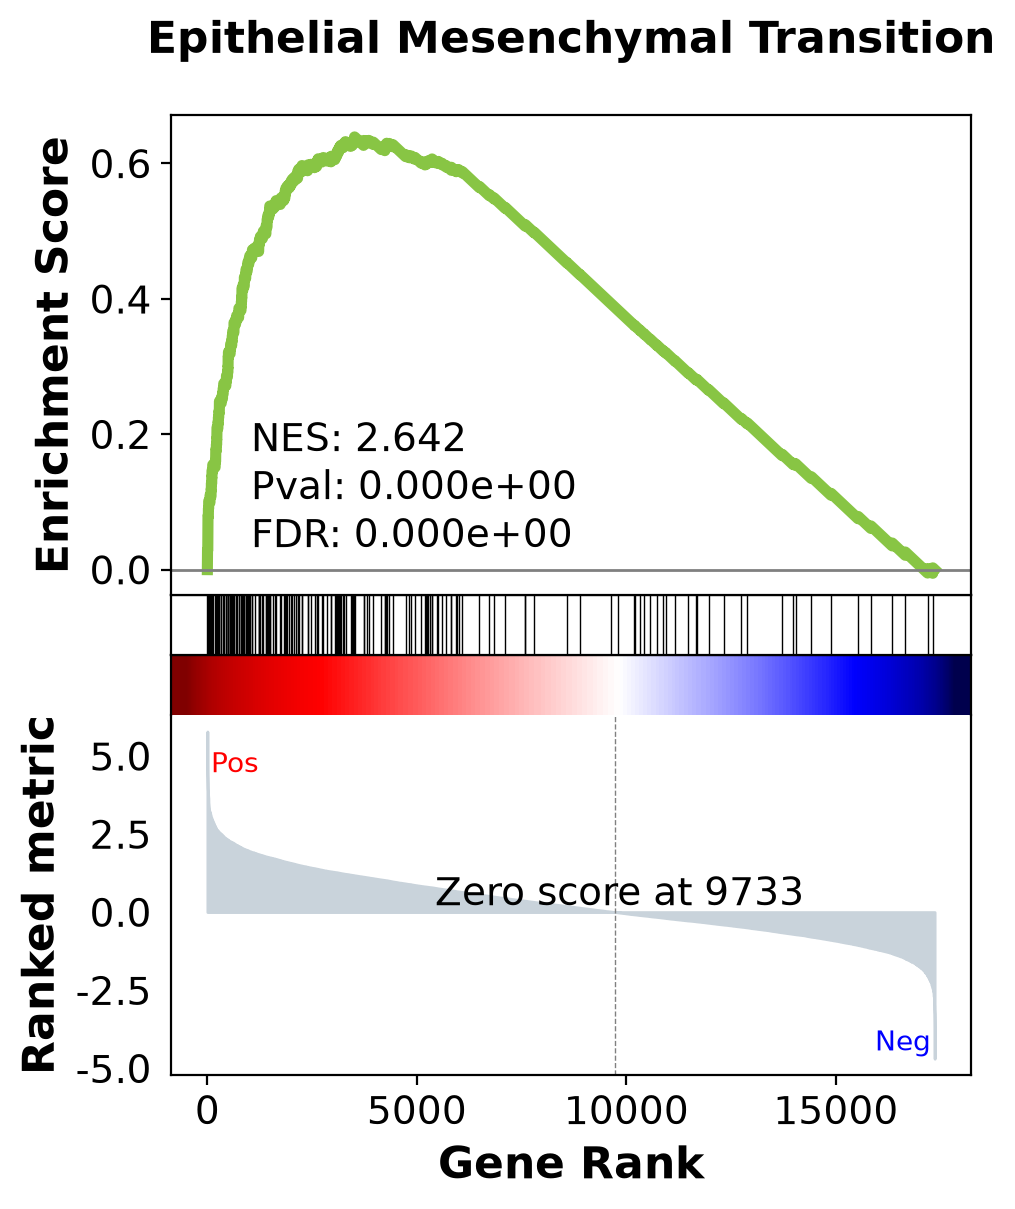 Epithelial Mesenchymal Transition
Enrichment Score
0.6
0.4
0.2
0.0
NES: 2.642
Pval: 0.000e+00
FDR: 0.000e+00
Ranked metric
5.0
2.5
0.0
-2.5
-5.0
Pos
Zero score at 9733
Neg
0 5000 10000 15000
Gene Rank